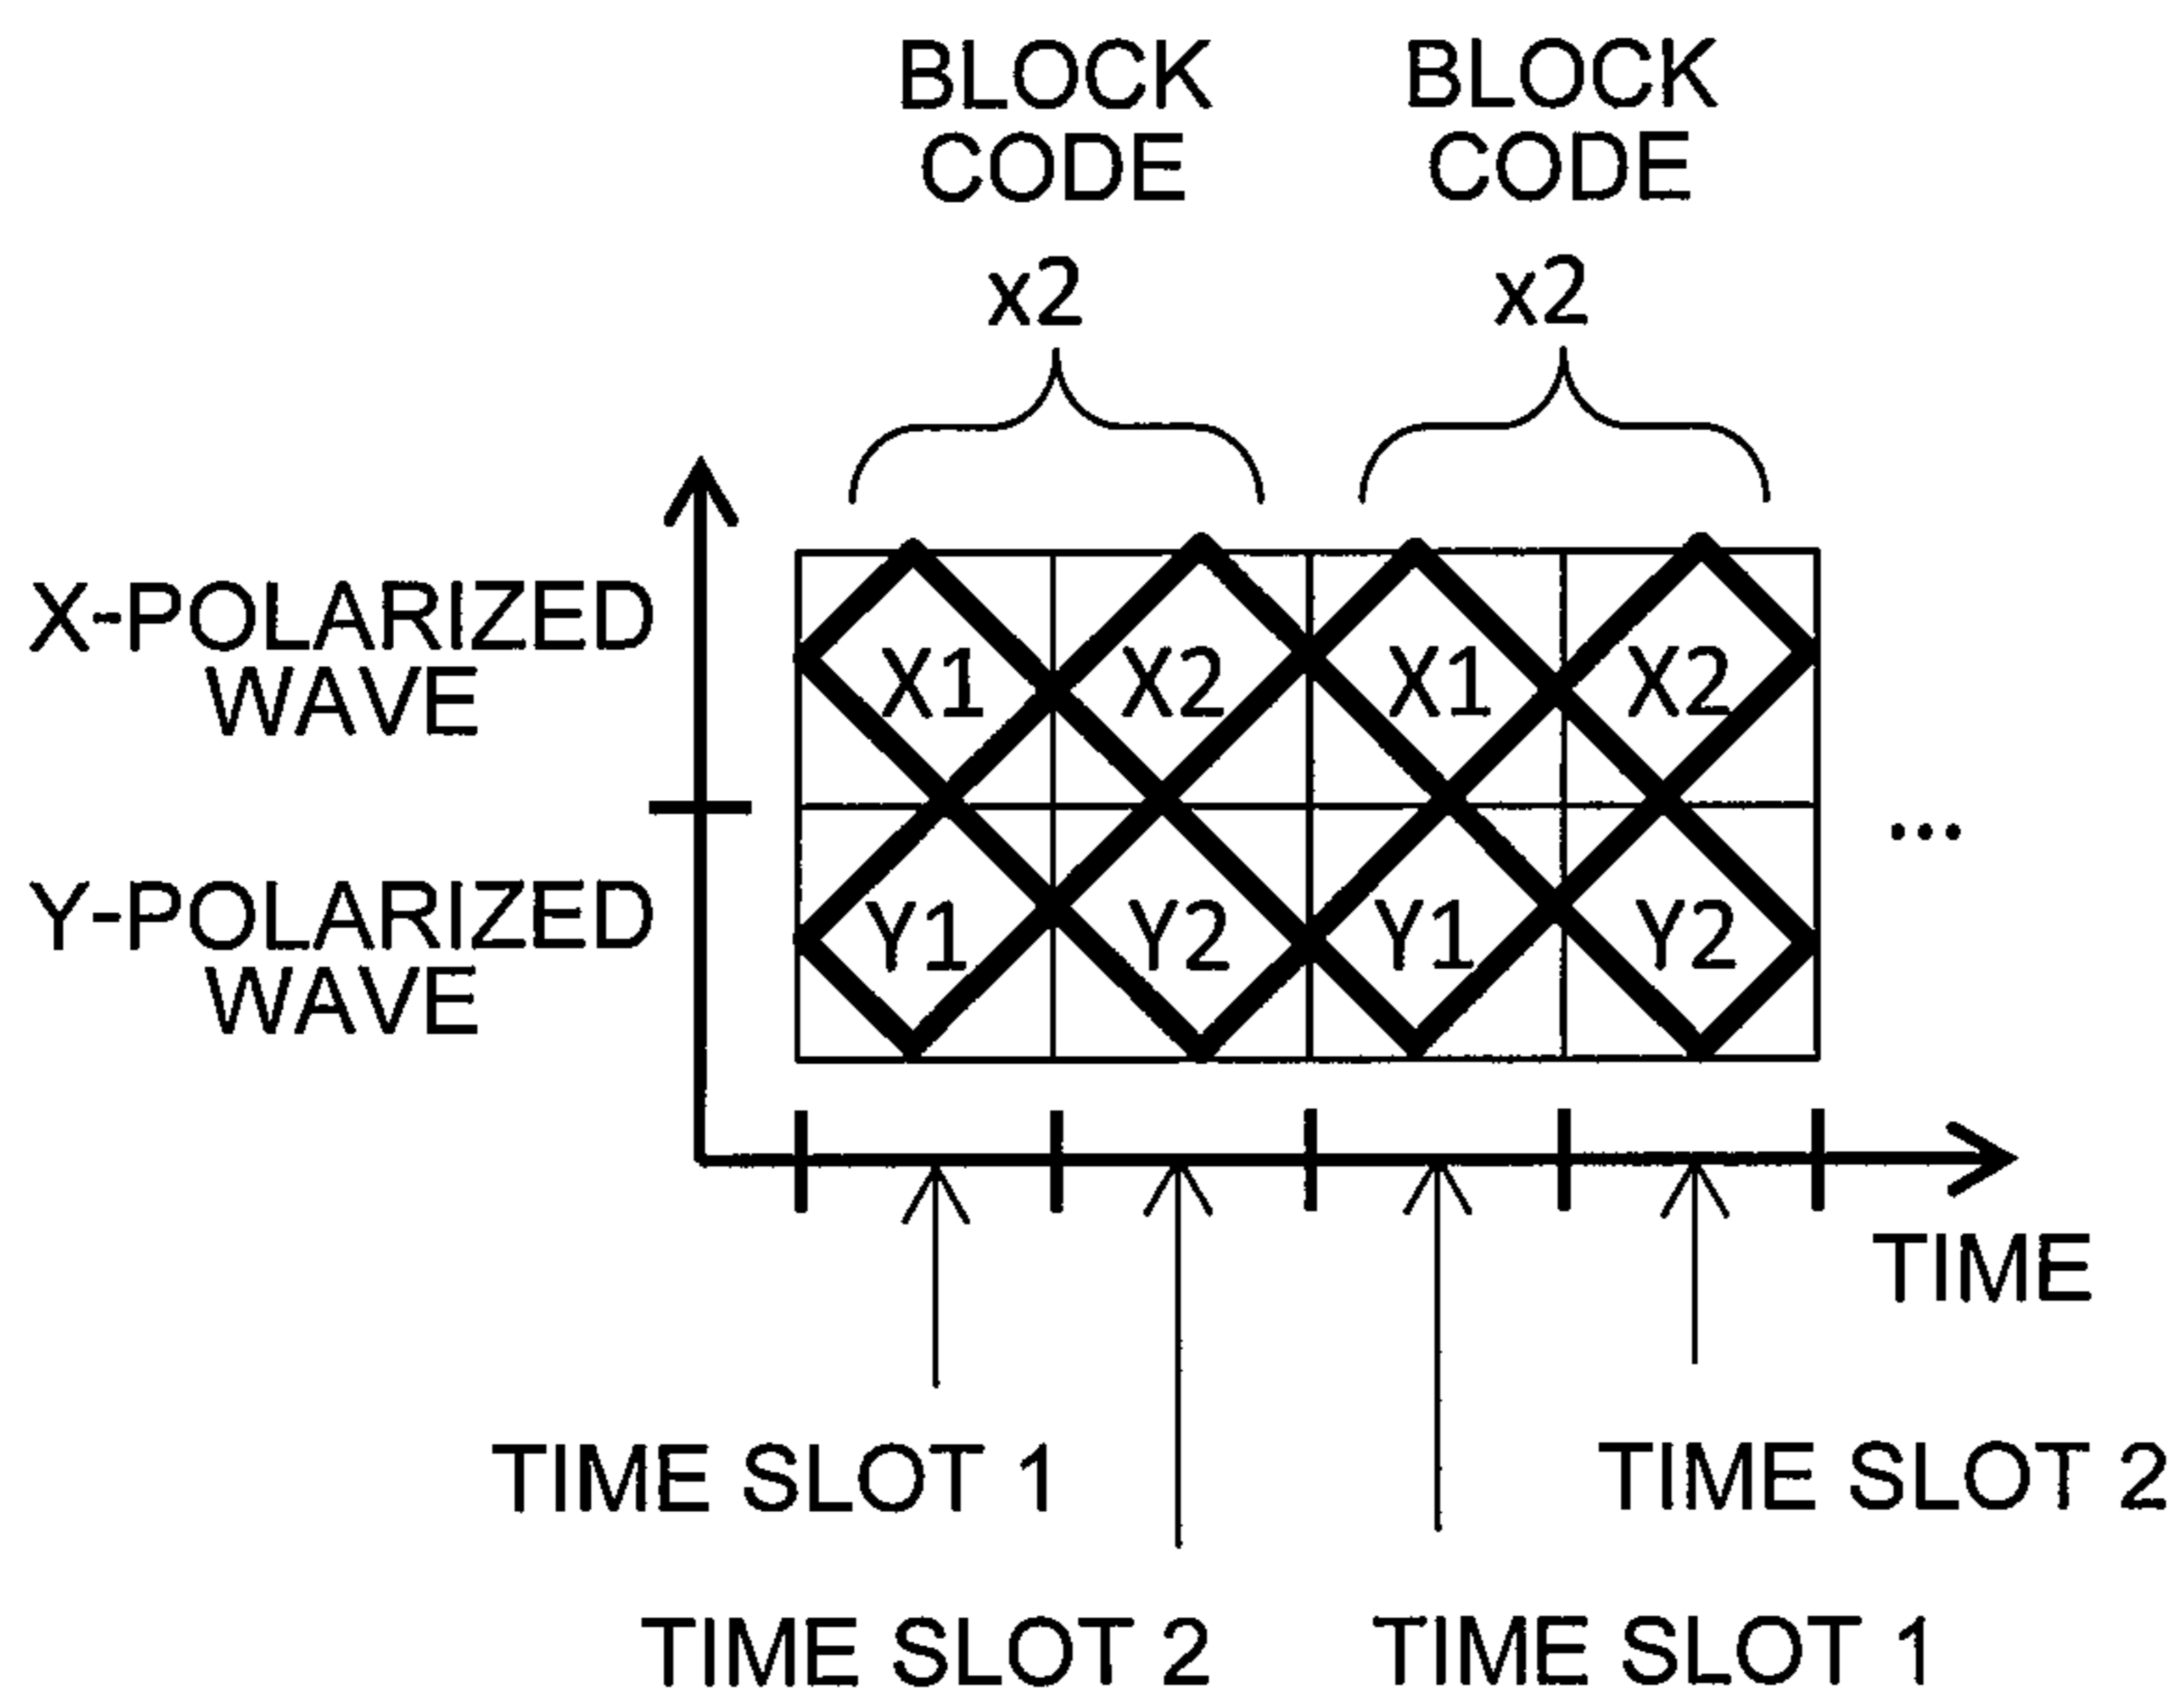 BLOCK
CODE
x2
BLOCK
CODE
x2
X-POLARIZED
WAVE
X1 X2 X1 X2
Y-POLARIZED
WAVE
Y1 Y2 Y1 Y2
...
TIME
TIME SLOT 1
TIME SLOT 2
TIME SLOT 2
TIME SLOT 1